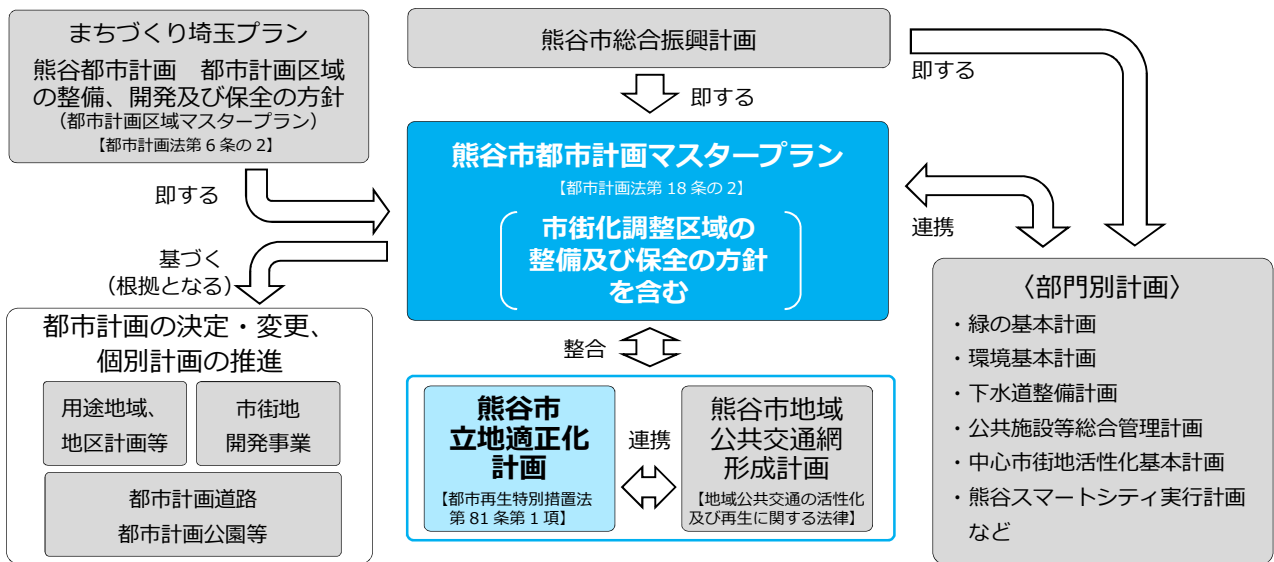 まちづくり埼玉プラン
熊谷都市計画　都市計画区域
の整備、開発及び保全の方針
（都市計画区域マスタープラン）
【都市計画法第 6 条の 2】
熊谷市総合振興計画
即する
即する
熊谷市都市計画マスタープラン
【都市計画法第 18 条の 2】
市街化調整区域の
整備及び保全の方針
を含む
即する
基づく
（根拠となる）
連携
都市計画の決定・変更、
個別計画の推進
用途地域、
地区計画等
市街地
開発事業
都市計画道路
都市計画公園等
整合
熊谷市
立地適正化
計画
【都市再生特別措置法
第 81 条第 1 項】
連携
熊谷市地域
公共交通網
形成計画
【地域公共交通の活性化
及び再生に関する法律】
〈部門別計画〉
・緑の基本計画
・環境基本計画
・下水道整備計画
・公共施設等総合管理計画
・中心市街地活性化基本計画
・熊谷スマートシティ実行計画
など